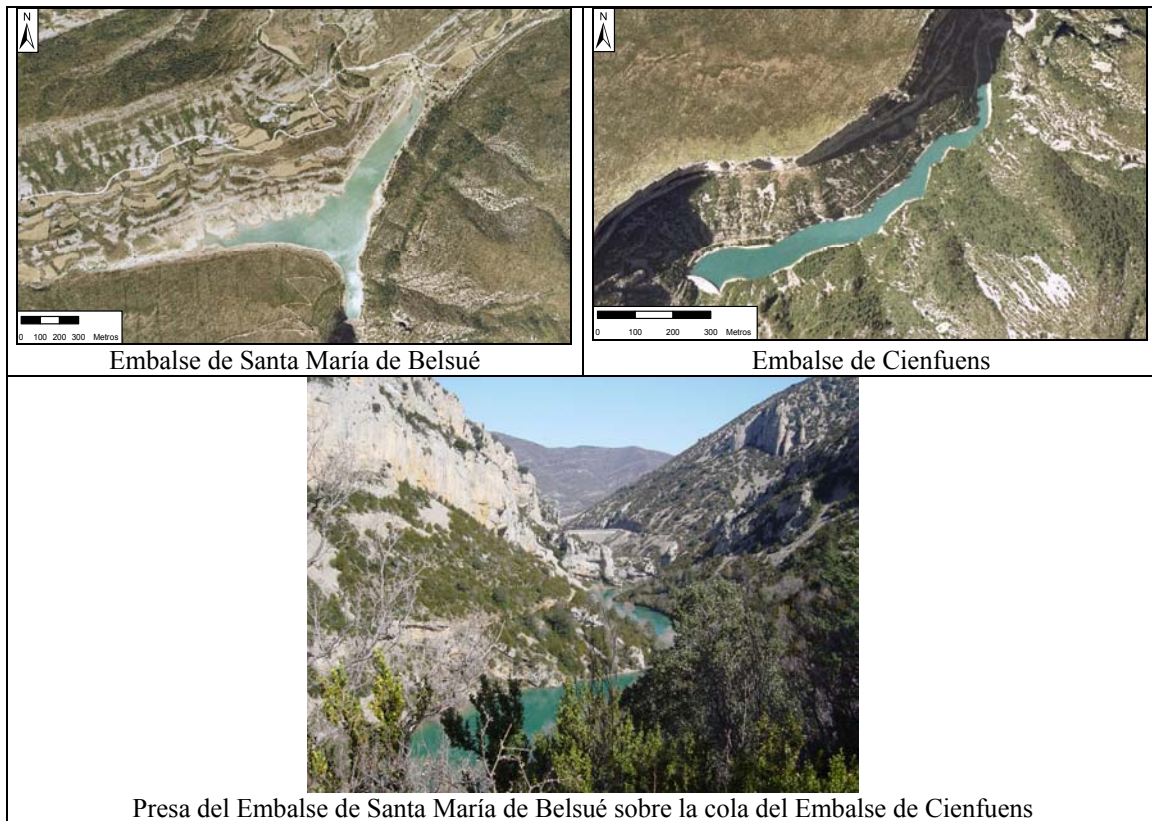 N
0 100 200 300 Metros
Embalse de Santa María de Belsué
N
0 100 200 300 Metros
Embalse de Cienfuens
Presa del Embalse de Santa María de Belsué sobre la cola del Embalse de Cienfuens